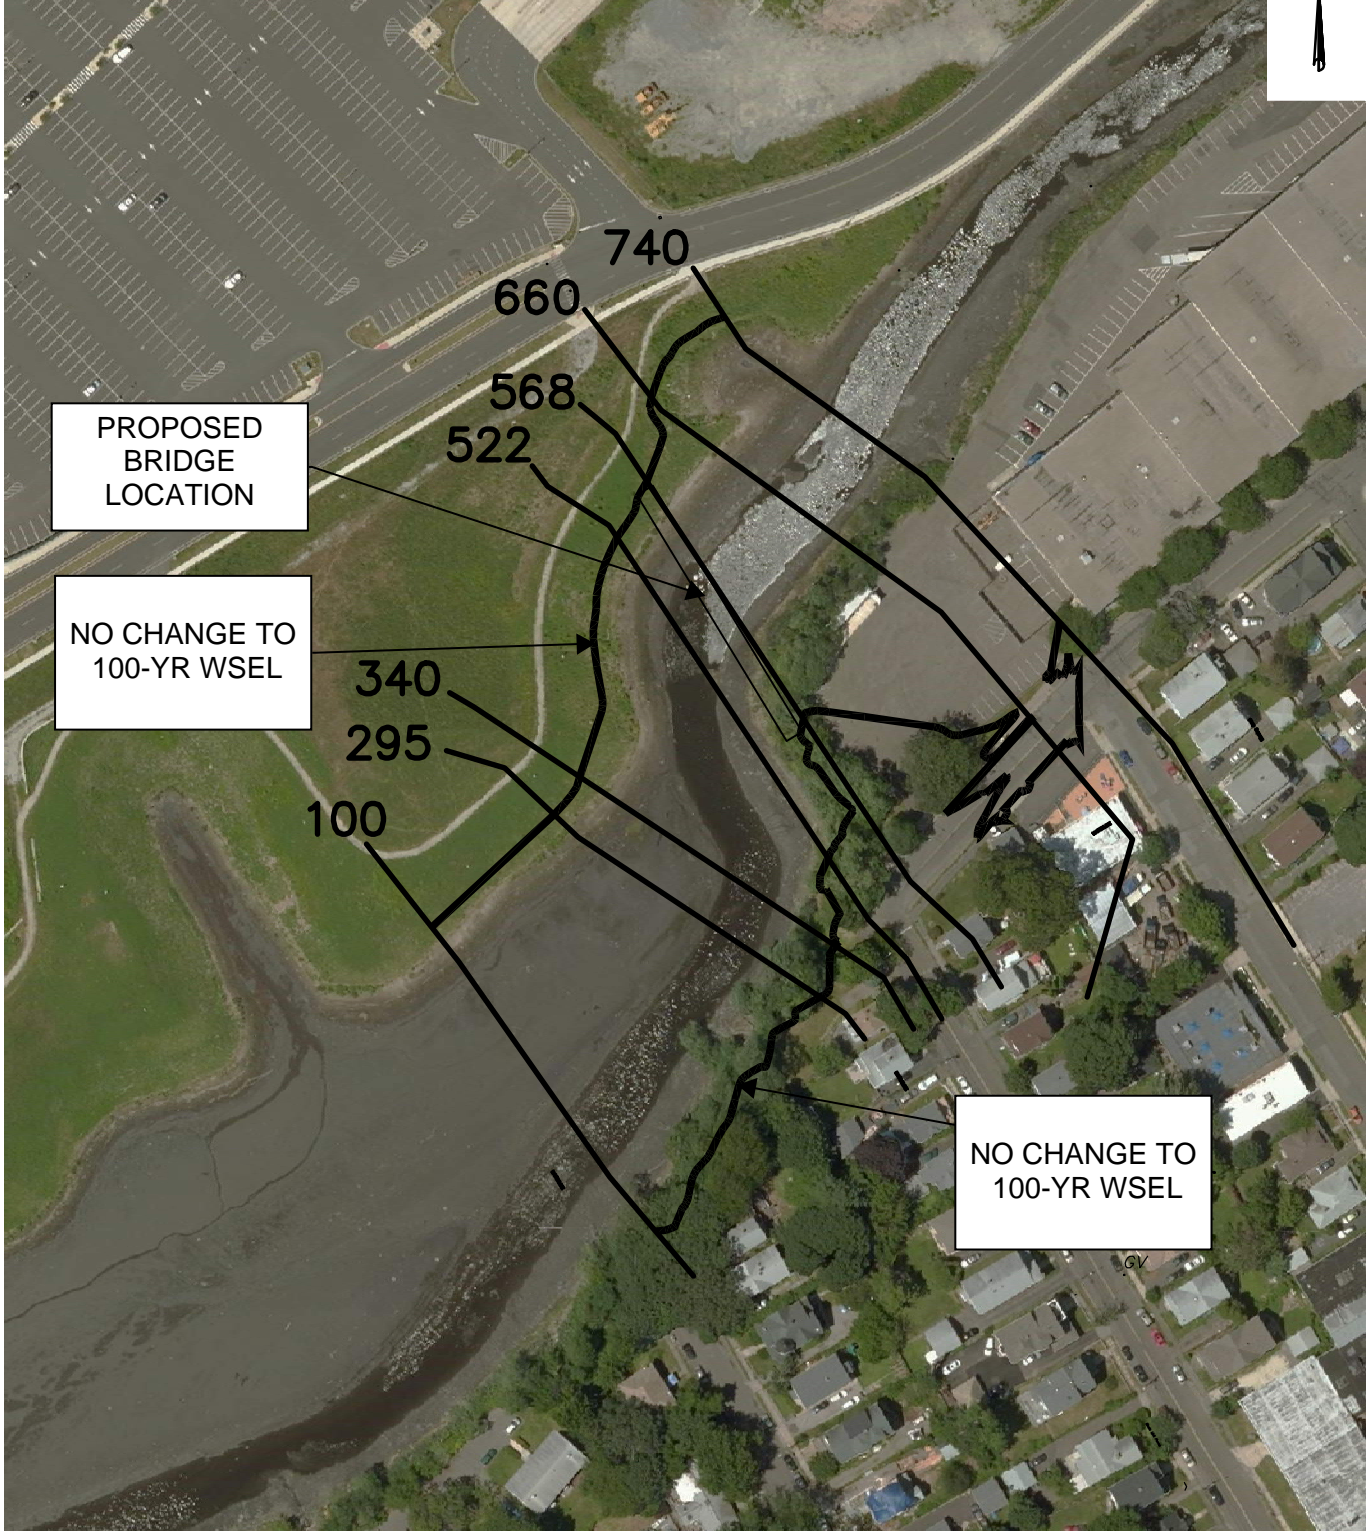 740
660
568
522
PROPOSED
BRIDGE
LOCATION
NO CHANGE TO
100-YR WSEL
340
295
100
NO CHANGE TO
100-YR WSEL
GV